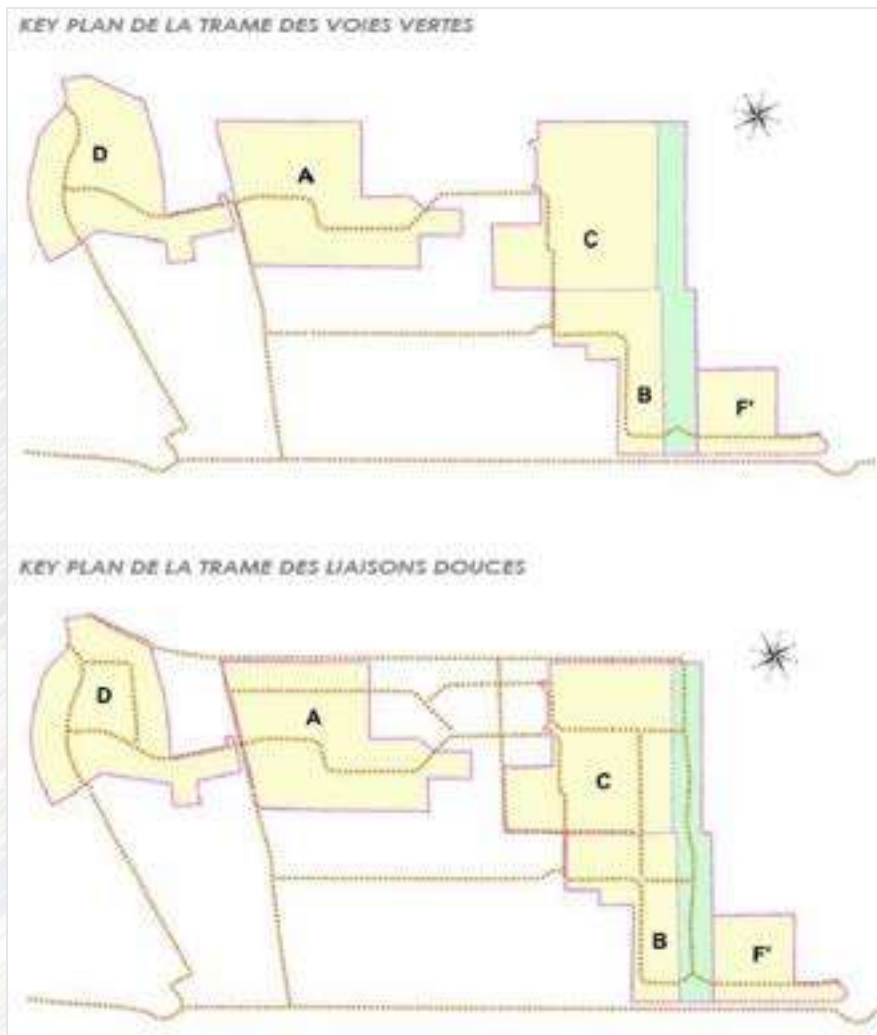 KEY PLAN DE LA TRAME DES VOIES VERTES
D
A
C
B
F'
KEY PLAN DE LA TRAME DES LIAISONS DOUCES
D
A
C
B
F'